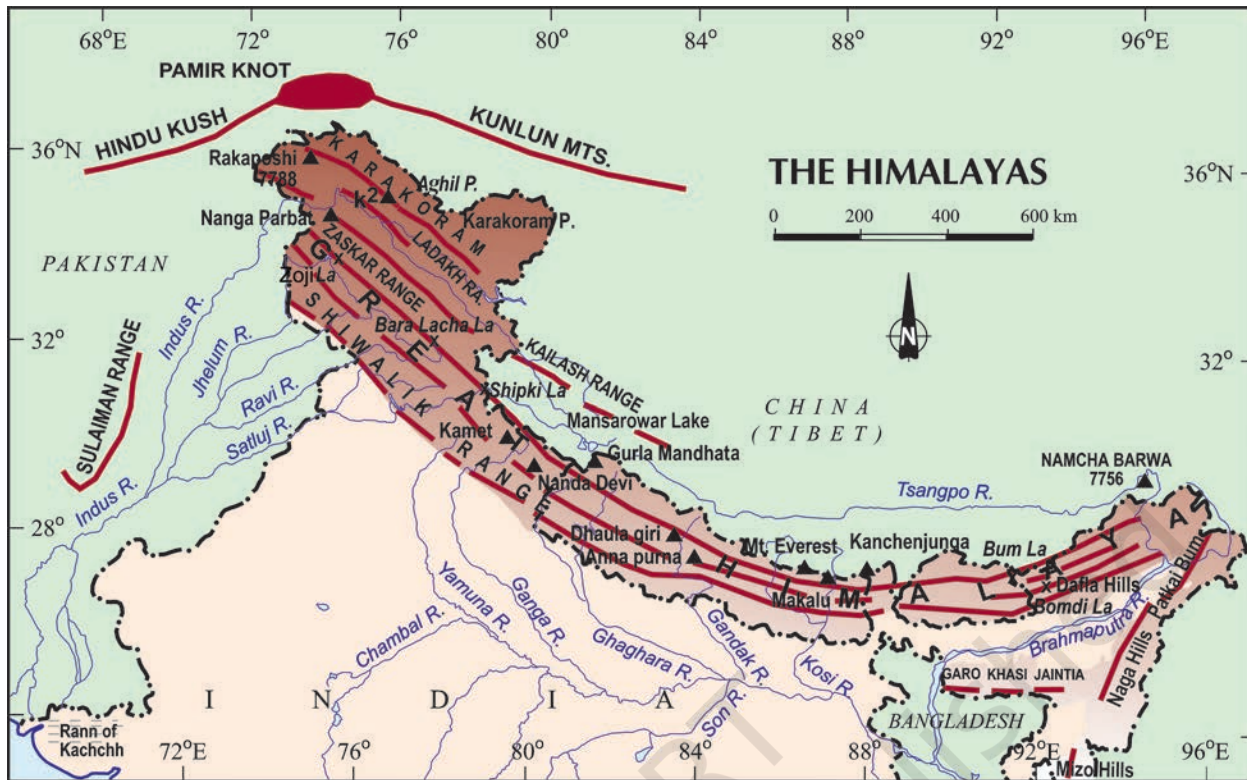 68°E
72°
76°
80°
84°
88°
92°
96°E
PAMIR KNOT
HINDU KUSH
KUNLUN MTS.
36°N
36°N
THE HIMALAYAS
0 200 400 600 km
N
Rakaposhi
7788
KARAKORAM
Aghil P.
k2
Karakoram P.
Nanga Parbat
LADAKH RA.
ZASKAR RANGE
PAKISTAN
Zoji La
GREAT HIMALAYA
Indus R.
SHIWALIK RANGE
Bara Lacha La
32°
32°
Jhelum R.
KAILASH RANGE
SULAIMAN RANGE
Ravi R.
Shipki La
Satluj R.
Mansarowar Lake
CHINA
(TIBET)
Kamet
Gurla Mandhata
Nanda Devi
NAMCHA BARWA
7756
Indus R.
Tsangpo R.
28°
28°
Dhaula giri
Mt. Everest
Kanchenjunga
Bum La
Anna purna
Makalu
Dafla Hills
Bomdi La
Patkai Bum
Yamuna R.
Ganga R.
Chambal R.
Ghaghara R.
Gandak R.
Kosi R.
Brahmaputra R.
Naga Hills
GARO KHASI JAINTIA
INDIA
Son R.
BANGLADESH
Rann of
Kachchh
72°E
76°
80°
84°
88°
92°E
96°E
Mizo Hills